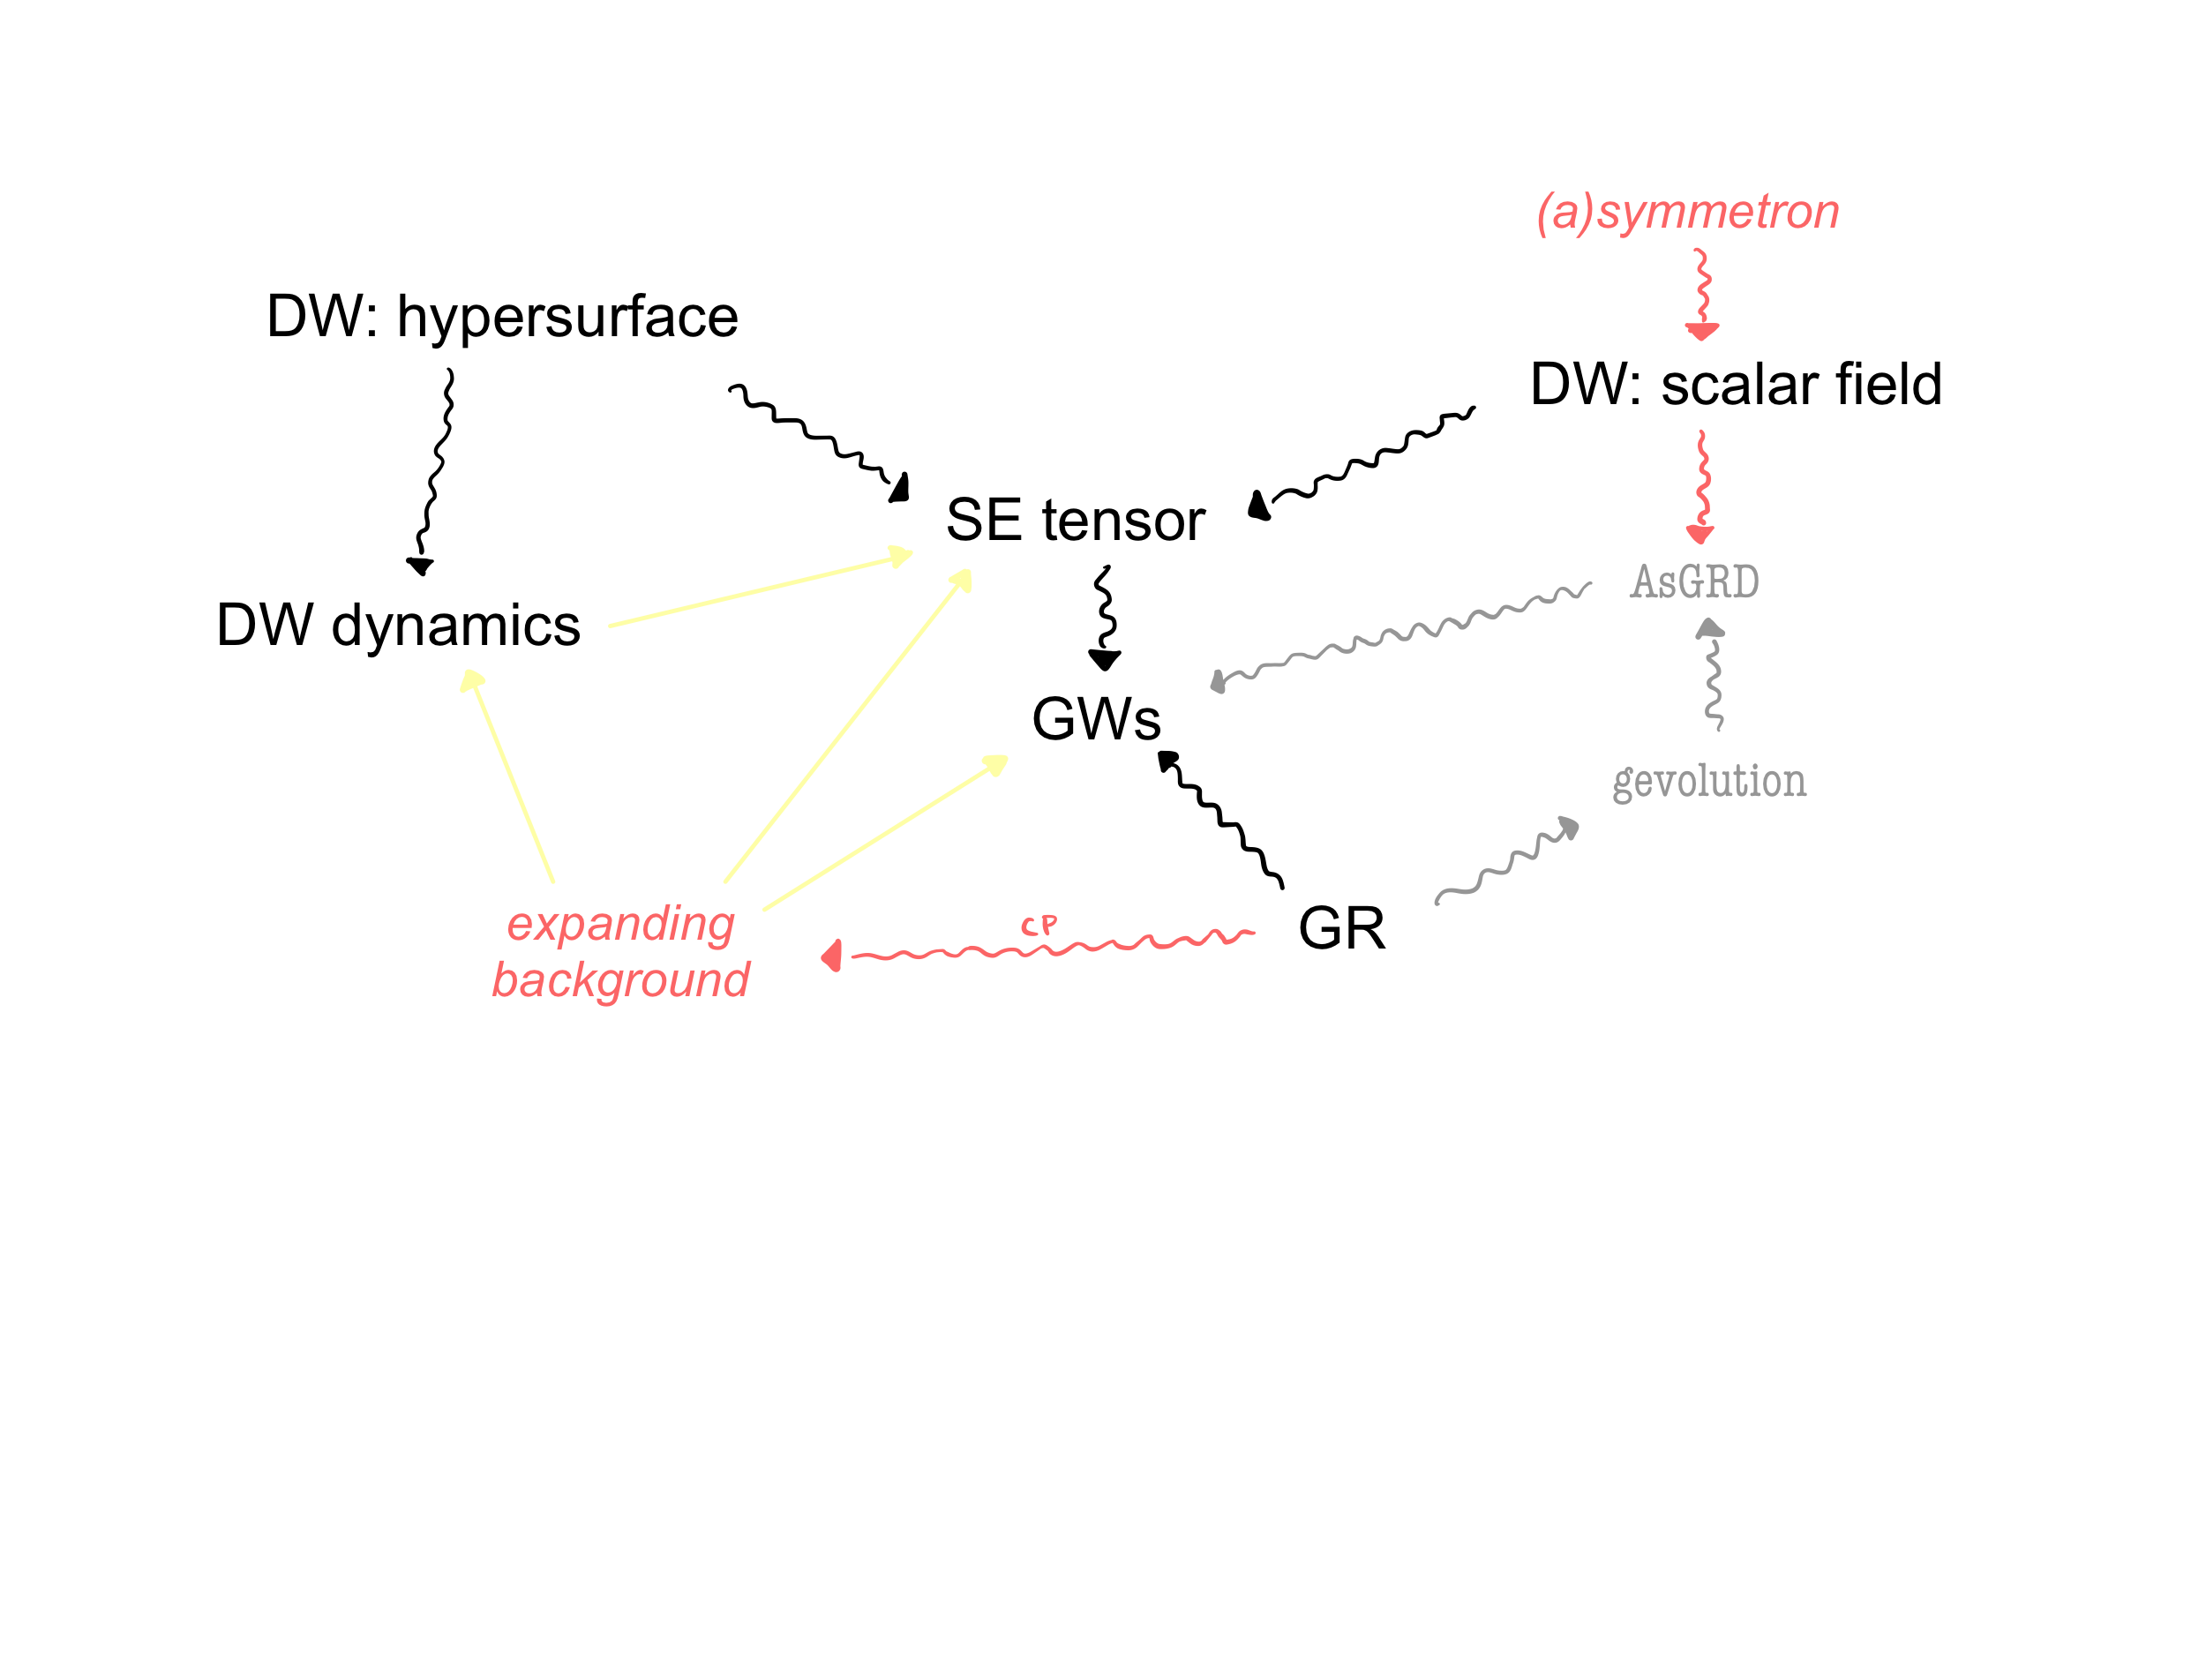 (a)symmetron
DW: hypersurface
DW: scalar field
SE tensor
AsGRD
DW dynamics
GWs
gevolution
expanding
background
CP
GR